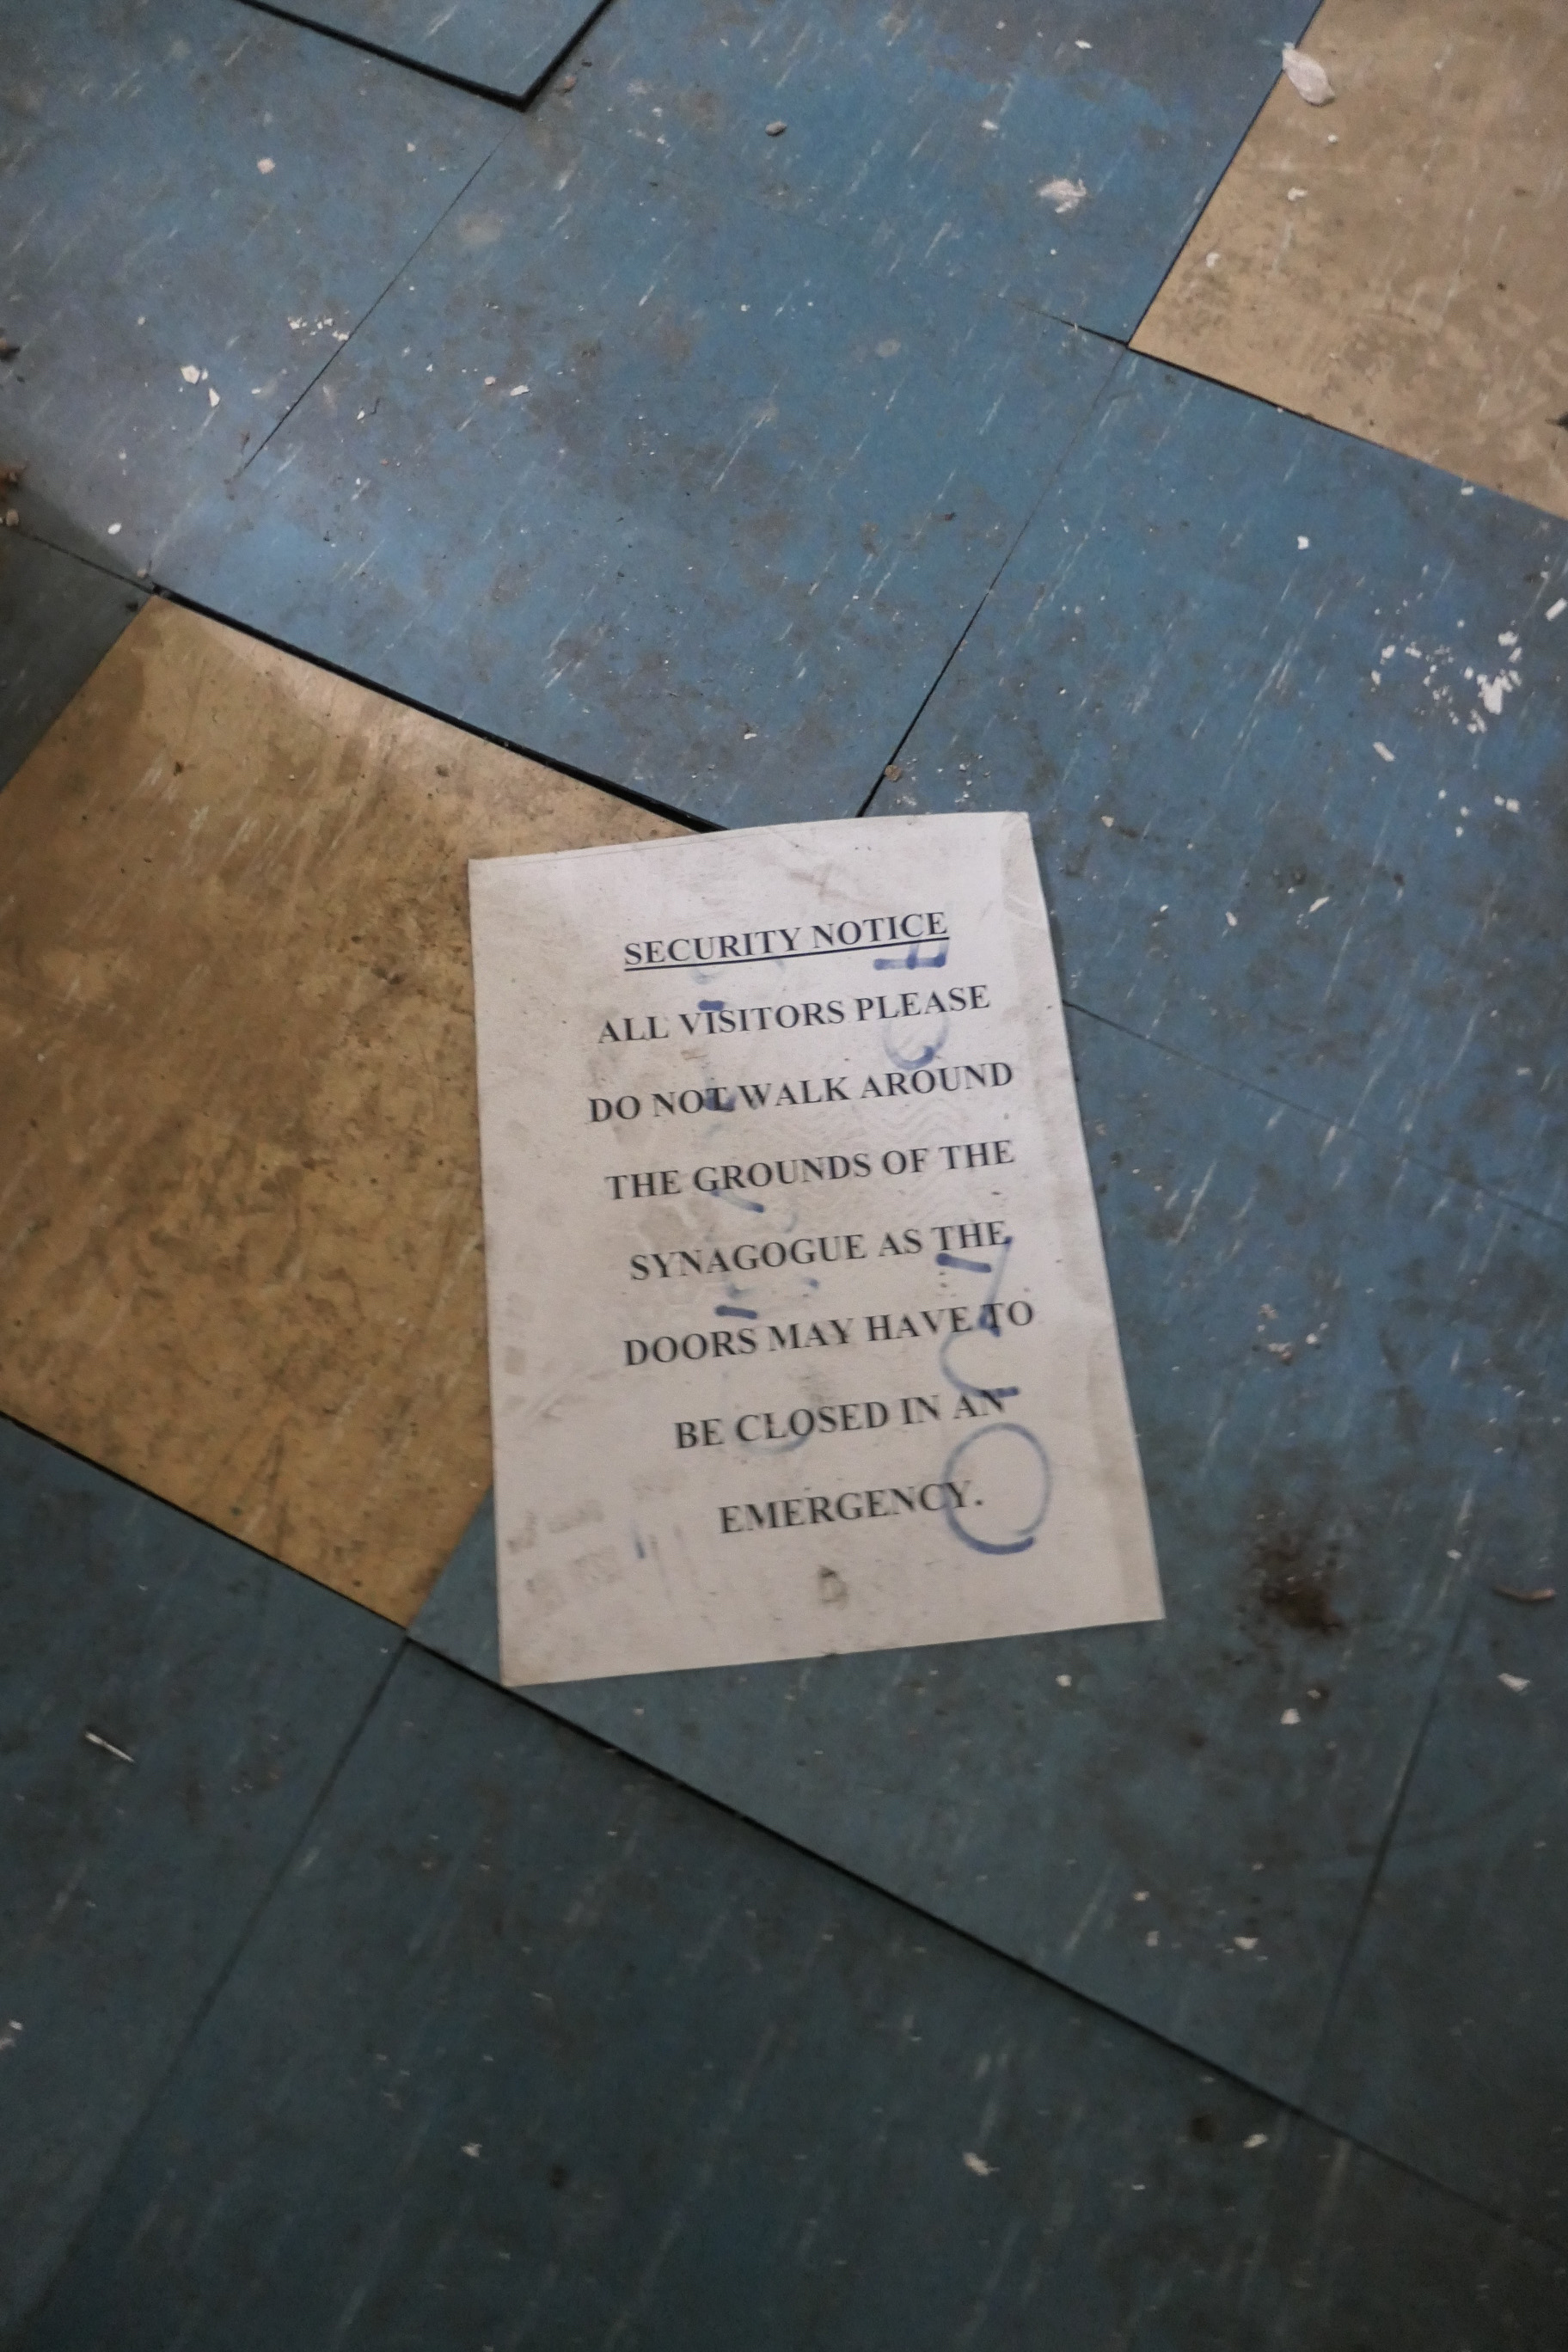 SECURITY NOTICE
ALL VISITORS PLEASE
DO NOT WALK AROUND
THE GROUNDS OF THE
SYNAGOGUE AS THE
DOORS MAY HAVE TO
BE CLOSED IN AN
EMERGENCY.